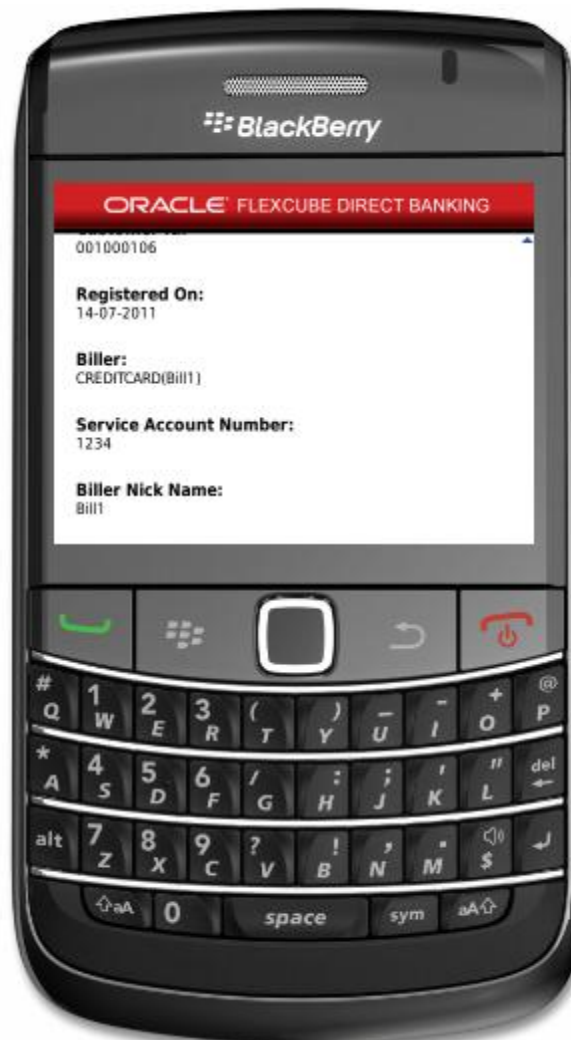 BlackBerry
ORACLE FLEXCUBE DIRECT BANKING
001000106
Registered On:
14-07-2011
Biller:
CREDITCARD(Bill1)
Service Account Number:
1234
Biller Nick Name:
Bill1
# 1 2 3 ( ) _ - + @
Q W E R T Y U I O P
* 4 5 6 / : ; ' " del
A S D F G H J K L
alt 7 8 9 ? ! , .
Z X C V B N M $
aA 0 space sym aA